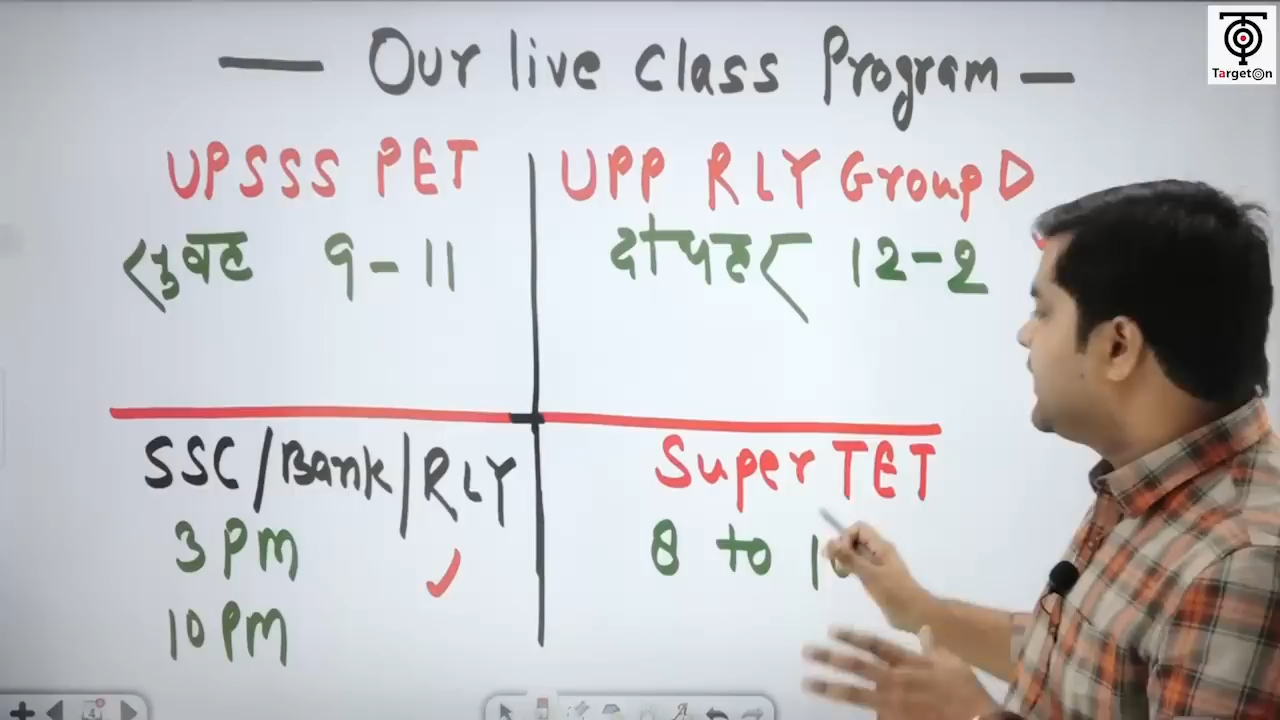 — Our live Class Program —
TargetOn
UPSSS PET
सुबह 9 - 11
UPP RLY Group D
दोपहर 12 - 2
SSC/Bank/RLY
3 PM
10 PM
Super TET
8 to
4